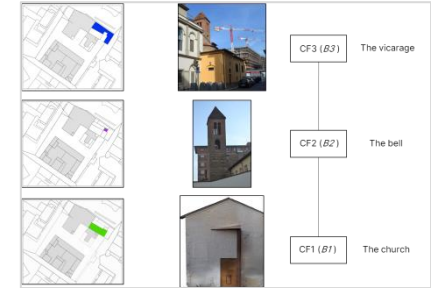 CF3 (B3) The vicarage
CF2 (B2) The bell
CF1 (B1) The church